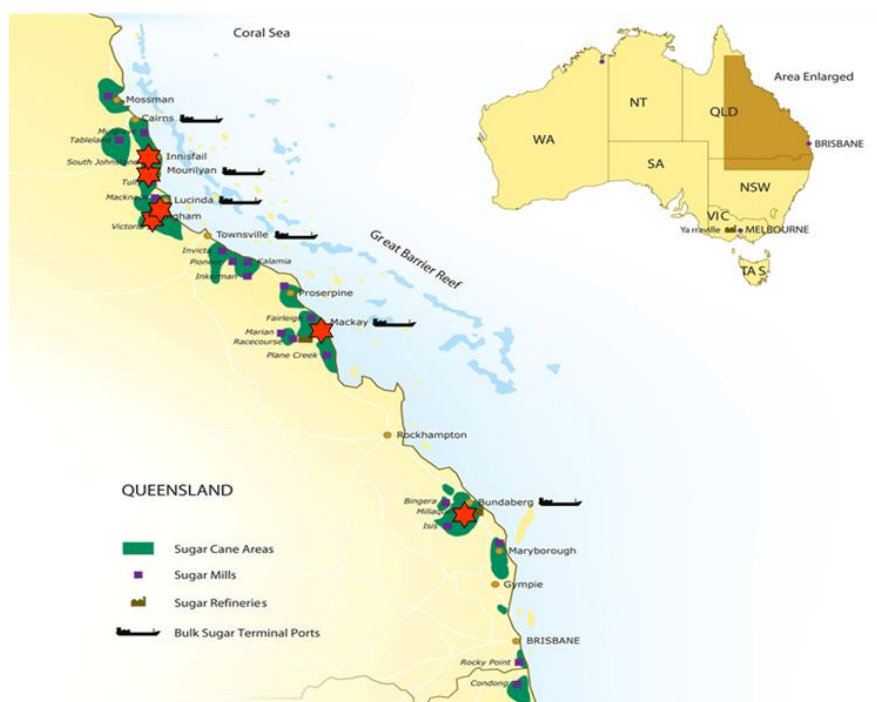 Coral Sea
Mossman
Cairns
Musgrave
Tableland
Innisfail
South Johnstone
Mourilyan
Tully
Lucinda
Victoria
Townsville
Invicta
Pioneer
Kalamia
Inkerman
Great Barrier Reef
Proserpine
Fairleigh
Mackay
Marian
Racecourse
Plane Creek
Rockhampton
Bingera
Bundaberg
Isis
Maryborough
Gympie
BRISBANE
Rocky Point
Condong
QUEENSLAND
Sugar Cane Areas
Sugar Mills
Sugar Refineries
Bulk Sugar Terminal Ports
Area Enlarged
NT
QLD
WA
BRISBANE
SA
NSW
VIC
Yarraville
MELBOURNE
TAS